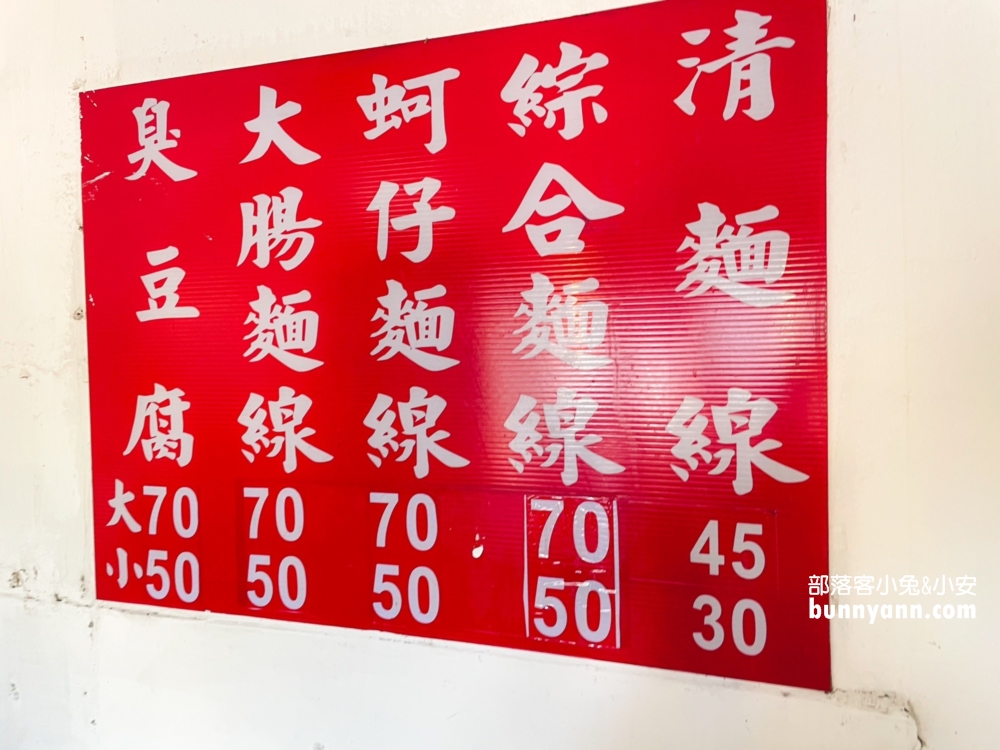 清麵線
45
30
綜合麵線
70
50
蚵仔麵線
70
50
大腸麵線
70
50
臭豆腐
大70
小50
部落客小兔&小安
bunnyann.com